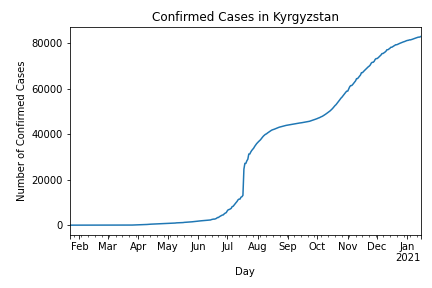 Confirmed Cases in Kyrgyzstan
Number of Confirmed Cases
80000
60000
40000
20000
0
Feb Mar Apr May Jun Jul Aug Sep Oct Nov Dec Jan
2021
Day